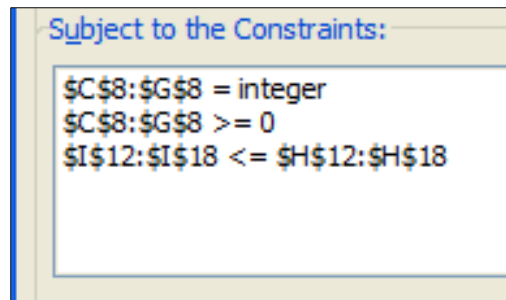 Subject to the Constraints:
$C$8:$G$8 = integer
$C$8:$G$8 >= 0
$I$12:$I$18 <= $H$12:$H$18